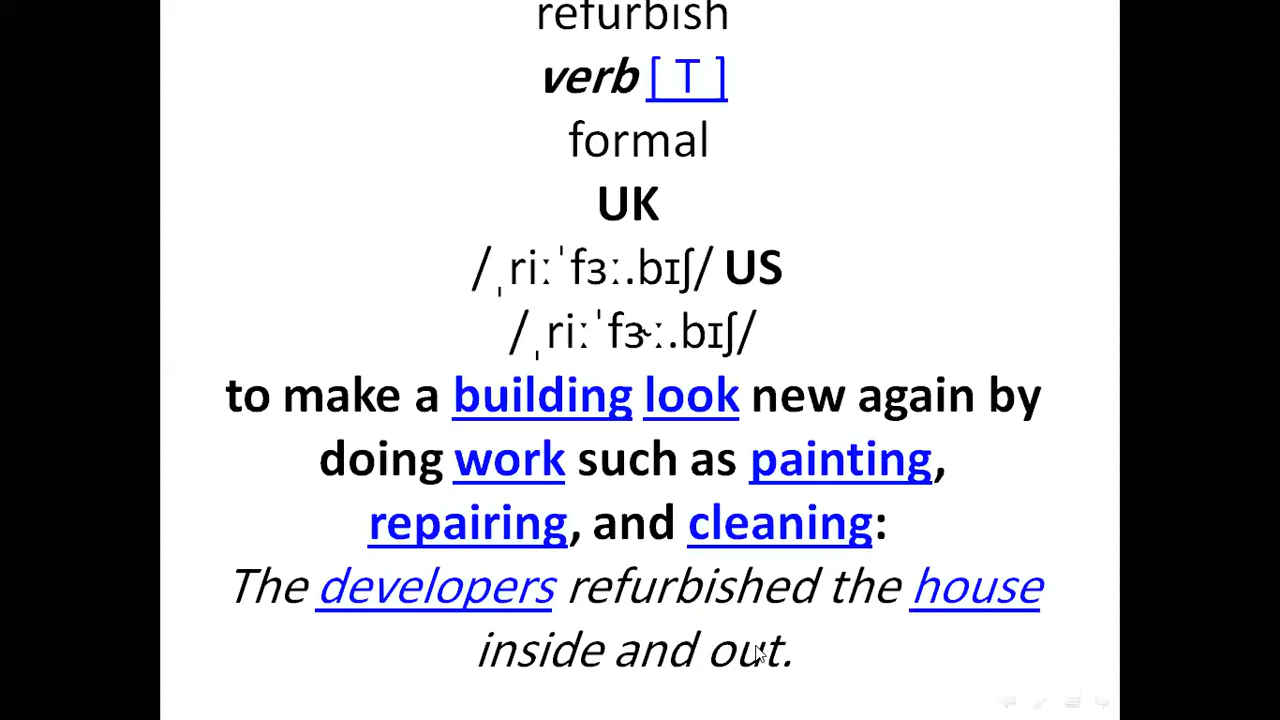 refurbish
verb [ T ]
formal
UK
/ˌriːˈfɜː.bɪʃ/ US
/ˌriːˈfɝː.bɪʃ/
to make a building look new again by
doing work such as painting,
repairing, and cleaning:
The developers refurbished the house
inside and out.